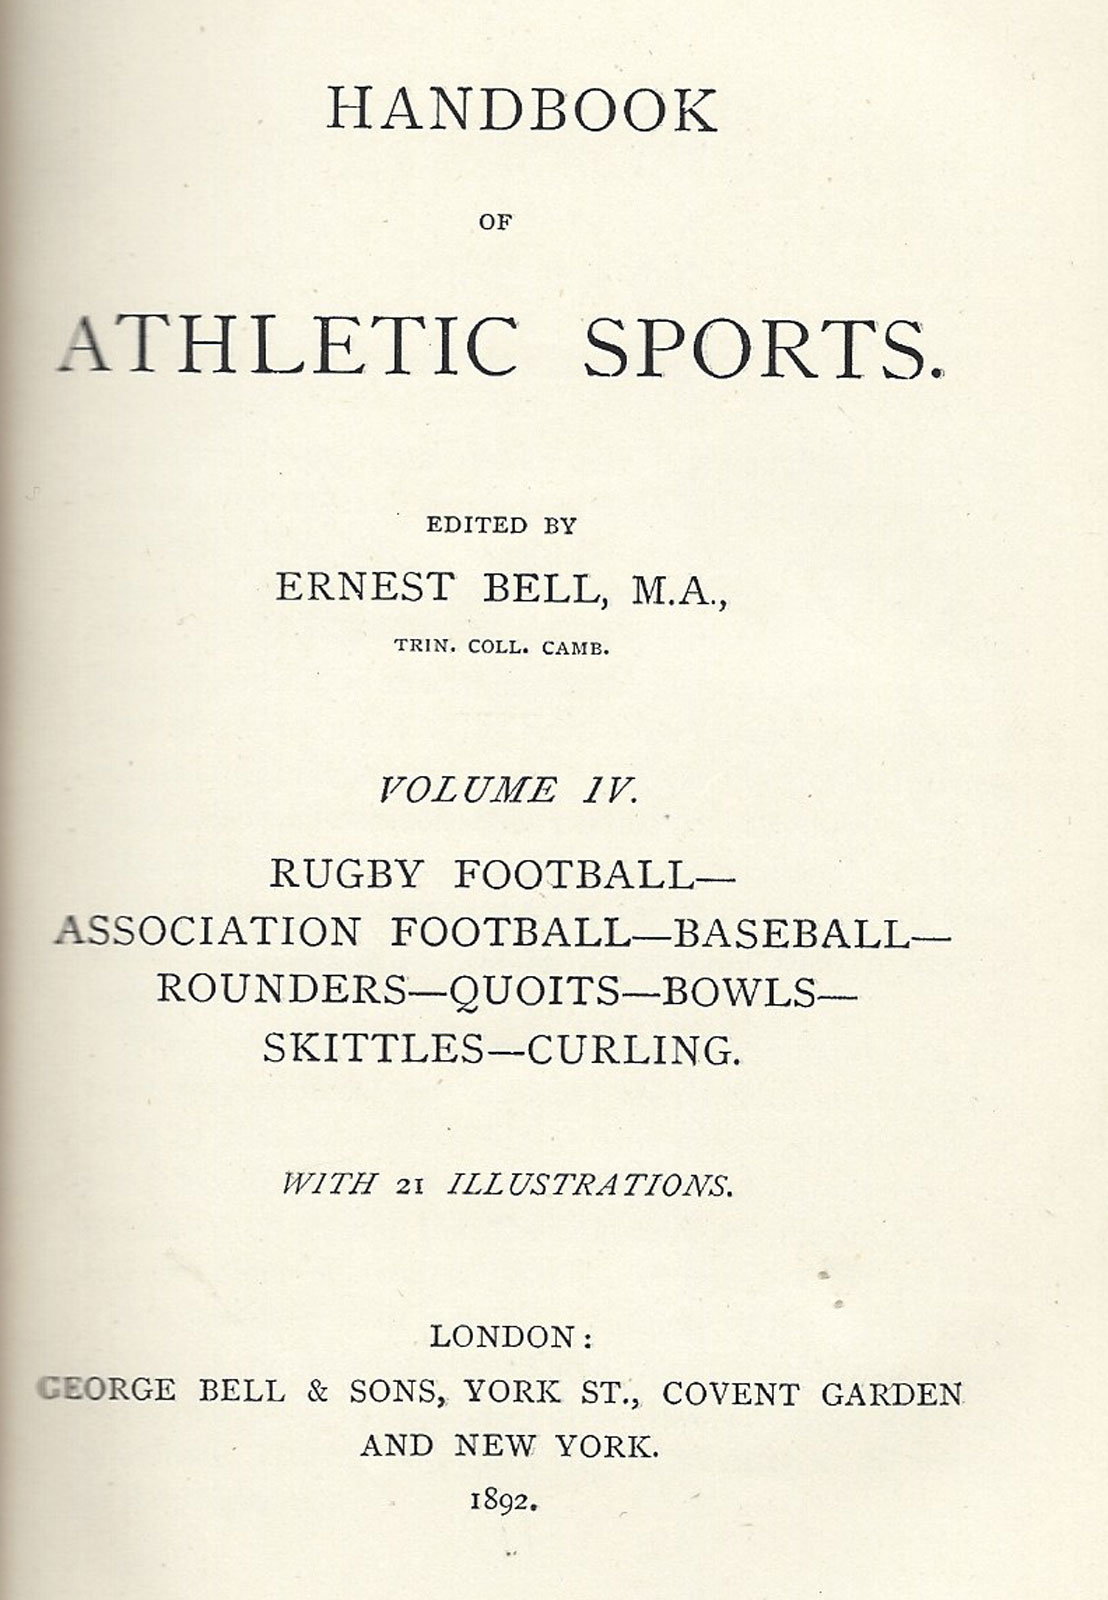 HANDBOOK
OF
ATHLETIC SPORTS.
EDITED BY
ERNEST BELL, M.A.,
TRIN. COLL. CAMB.
VOLUME IV.
RUGBY FOOTBALL—
ASSOCIATION FOOTBALL—BASEBALL—
ROUNDERS—QUOITS—BOWLS—
SKITTLES—CURLING.
WITH 21 ILLUSTRATIONS.
LONDON:
GEORGE BELL & SONS, YORK ST., COVENT GARDEN
AND NEW YORK.
1892.